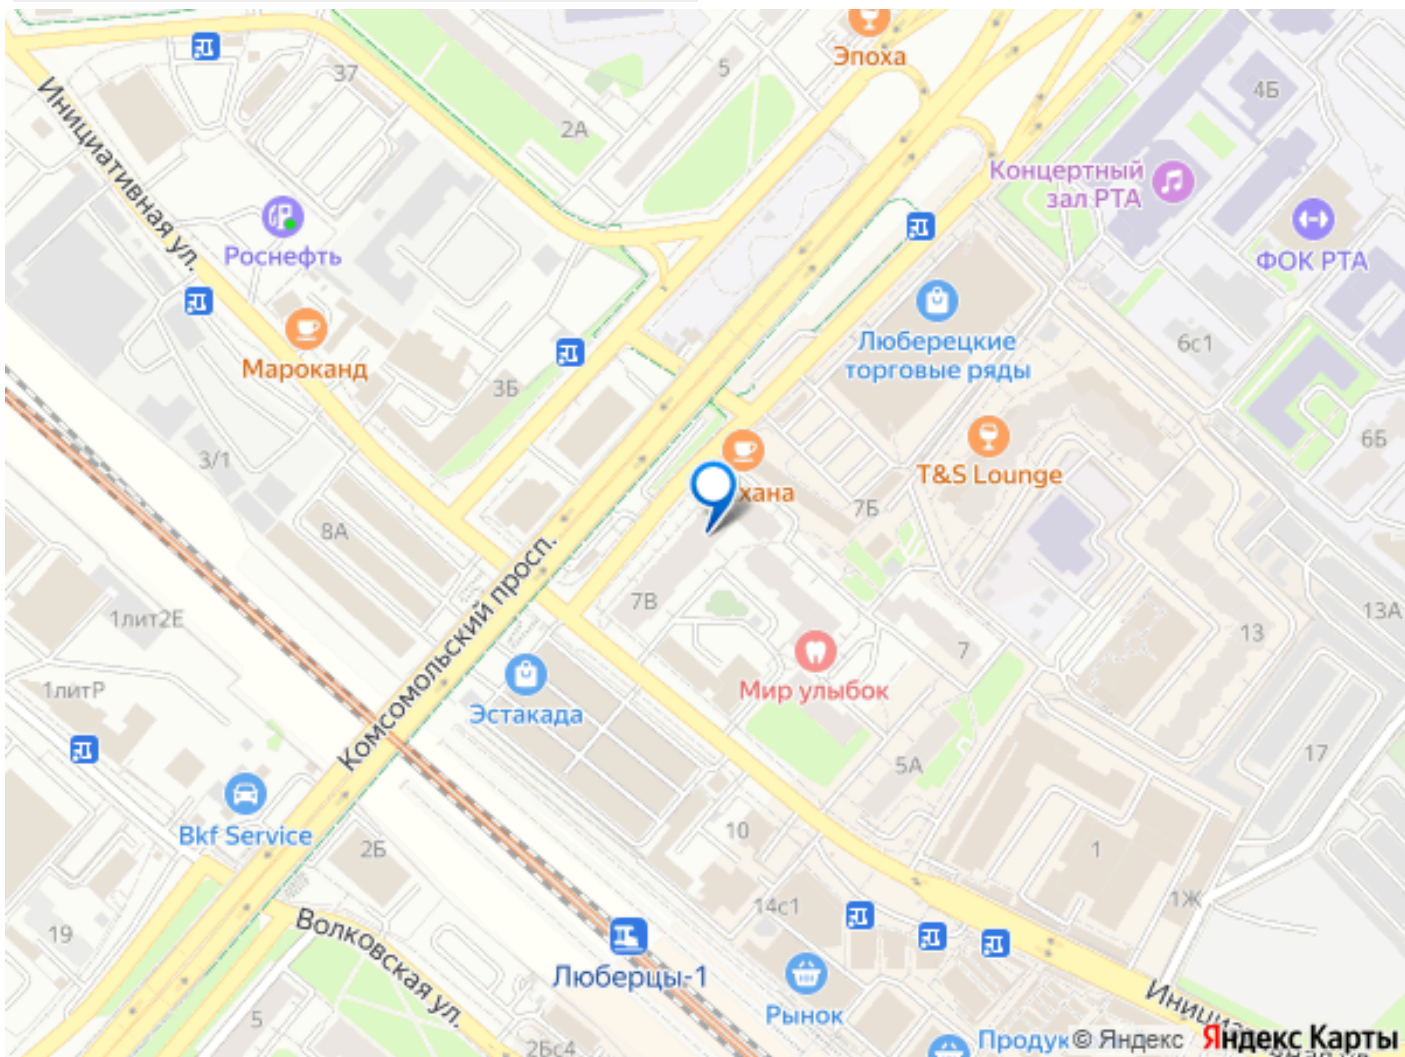 Эпоха
37
5
4Б
2А
Инициативная ул.
Концертный
зал РТА
Роснефть
ФОК РТА
Люберецкие
торговые ряды
6с1
Мароканд
3Б
6Б
T&S Lounge
3/1
хана
7Б
8А
Комсомольский просп.
7В
1лит2Е
13А
13
7
Мир улыбок
1литР
Эстакада
17
5А
Bkf Service
10
2Б
1
1Ж
14с1
19
Волковская ул.
Люберцы-1
5
Рынок
2Бс4
Продук
© Яндекс
Яндекс Карты